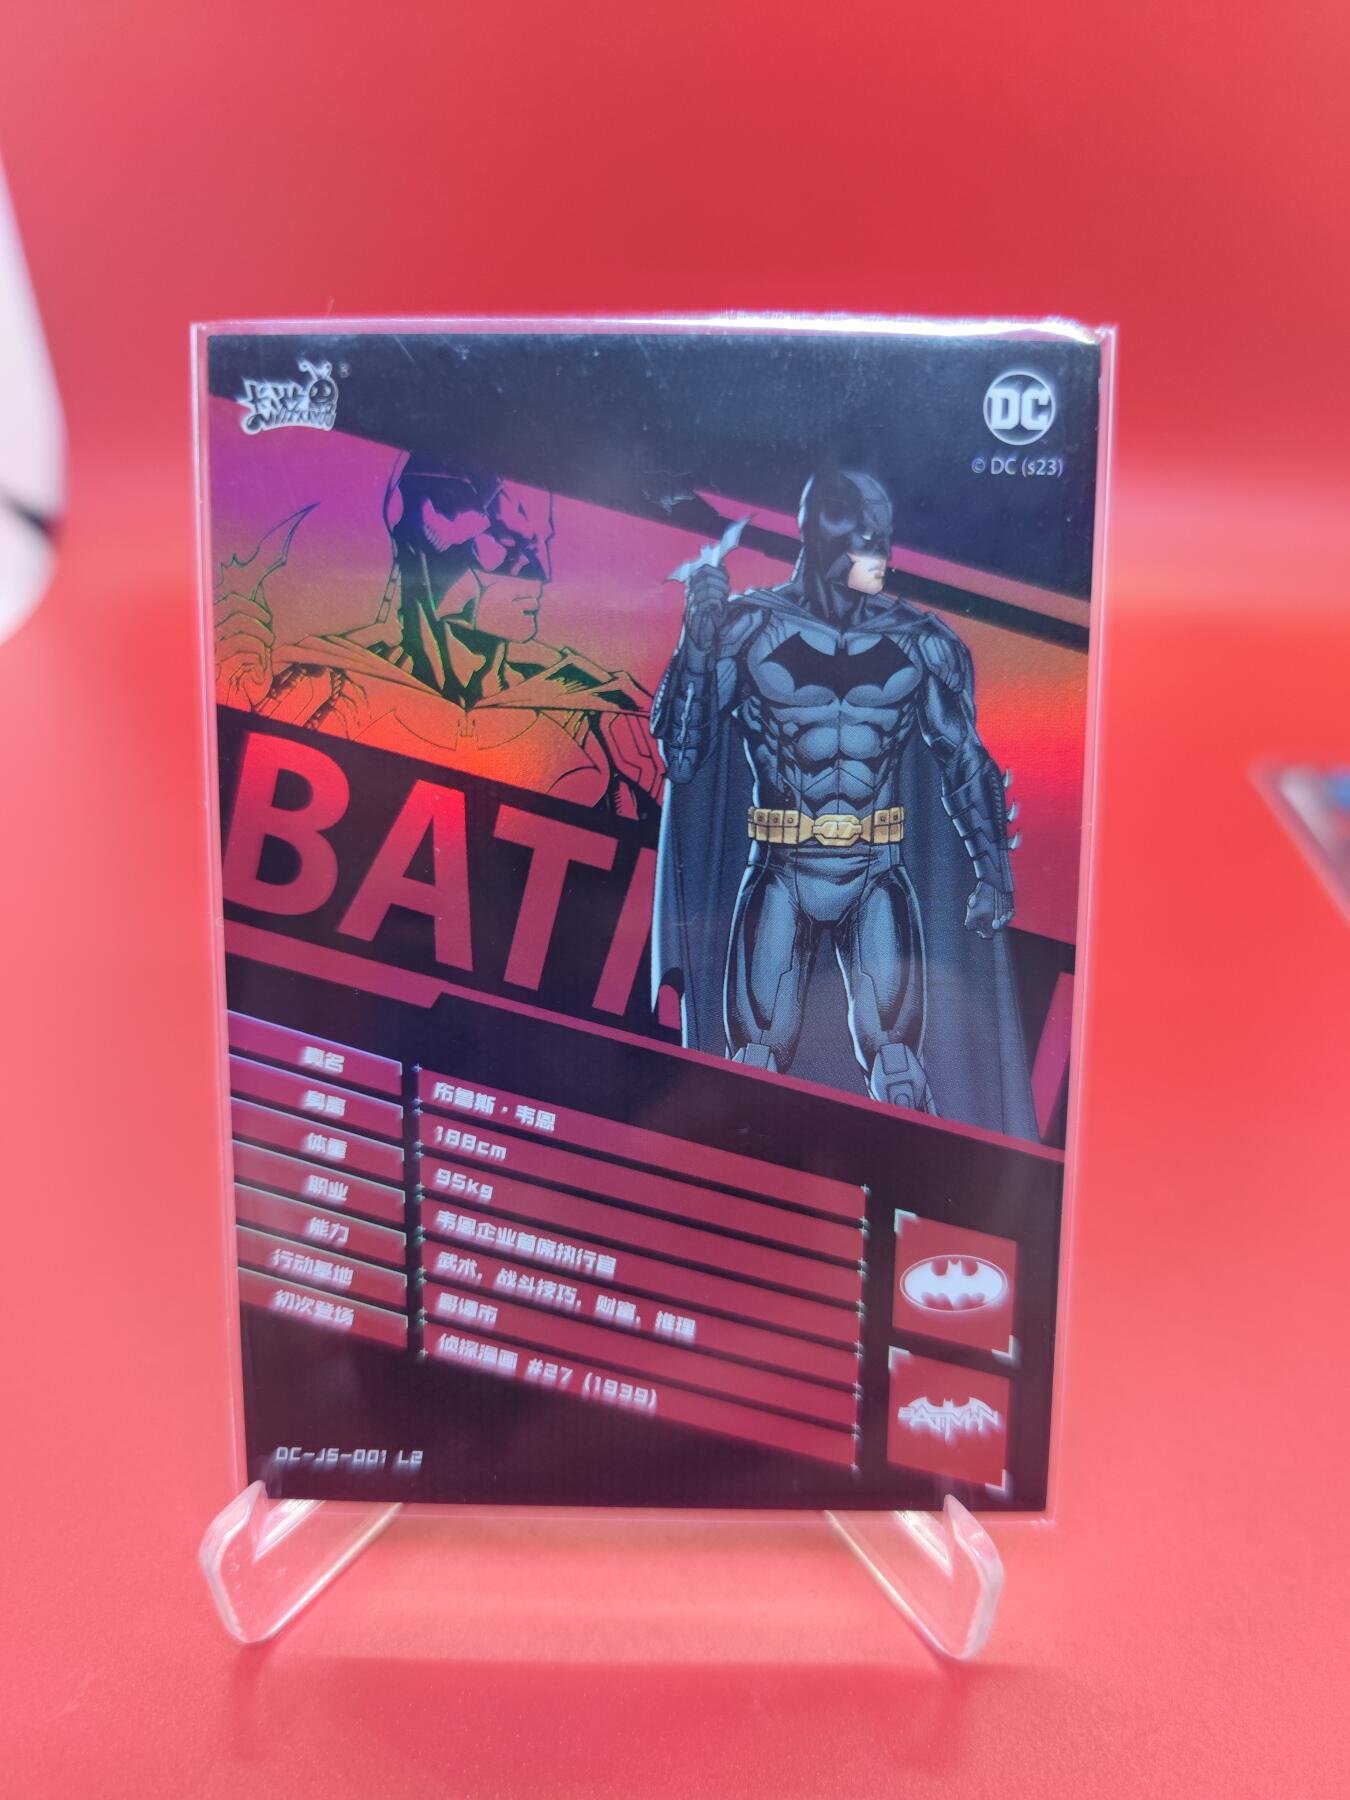 卡游
DC
© DC (s23)
BATM
真名
布鲁斯·韦恩
身高
188cm
体重
95kg
职业
韦恩企业首席执行官
能力
武术, 战斗技巧, 财富, 推理
行动基地
哥谭市
初次登场
侦探漫画 #27 (1939)
BATMAN
DC-JS-001 L2